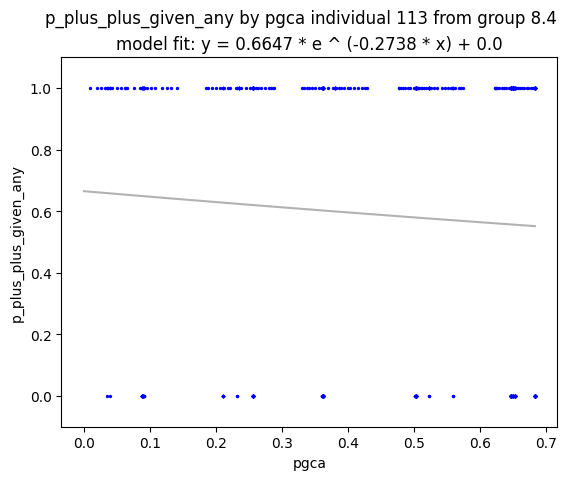 p_plus_plus_given_any by pgca individual 113 from group 8.4
model fit: y = 0.6647 * e ^ (-0.2738 * x) + 0.0
1.0
0.8
0.6
0.4
0.2
0.0
p_plus_plus_given_any
0.0 0.1 0.2 0.3 0.4 0.5 0.6 0.7
pgca